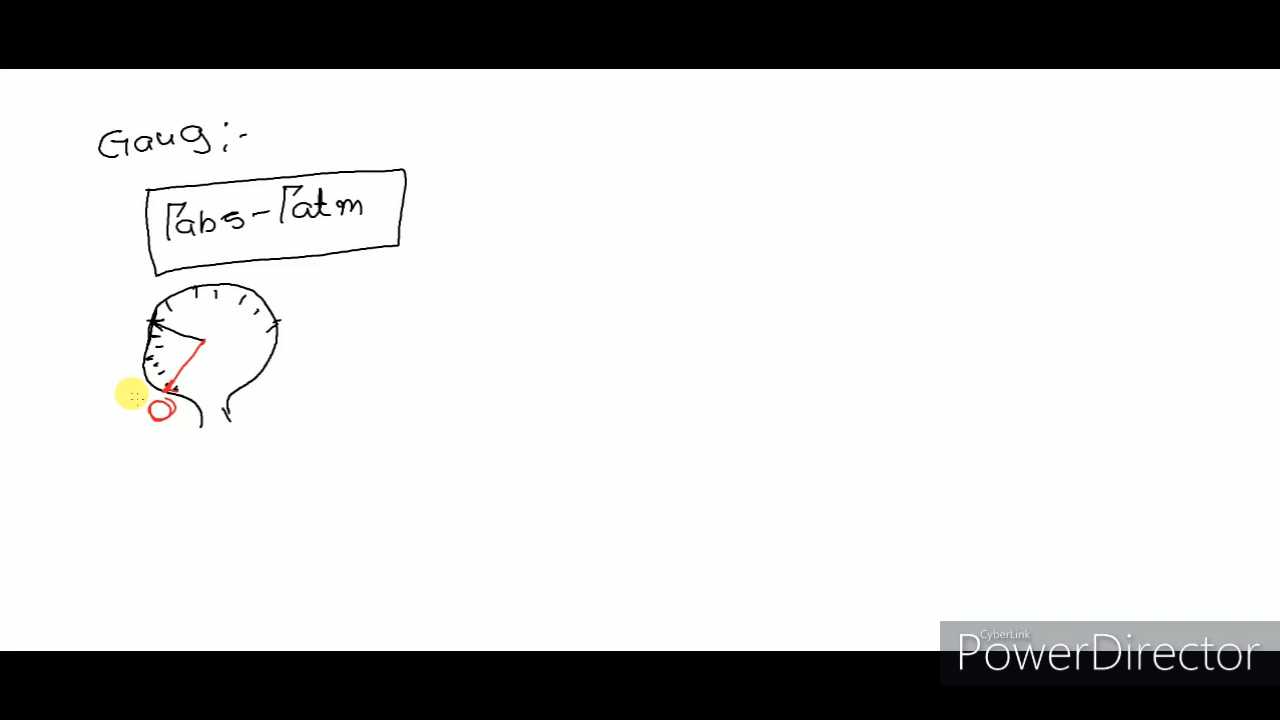 Gaug :-
Pabs - Patm
O
CyberLink
PowerDirector